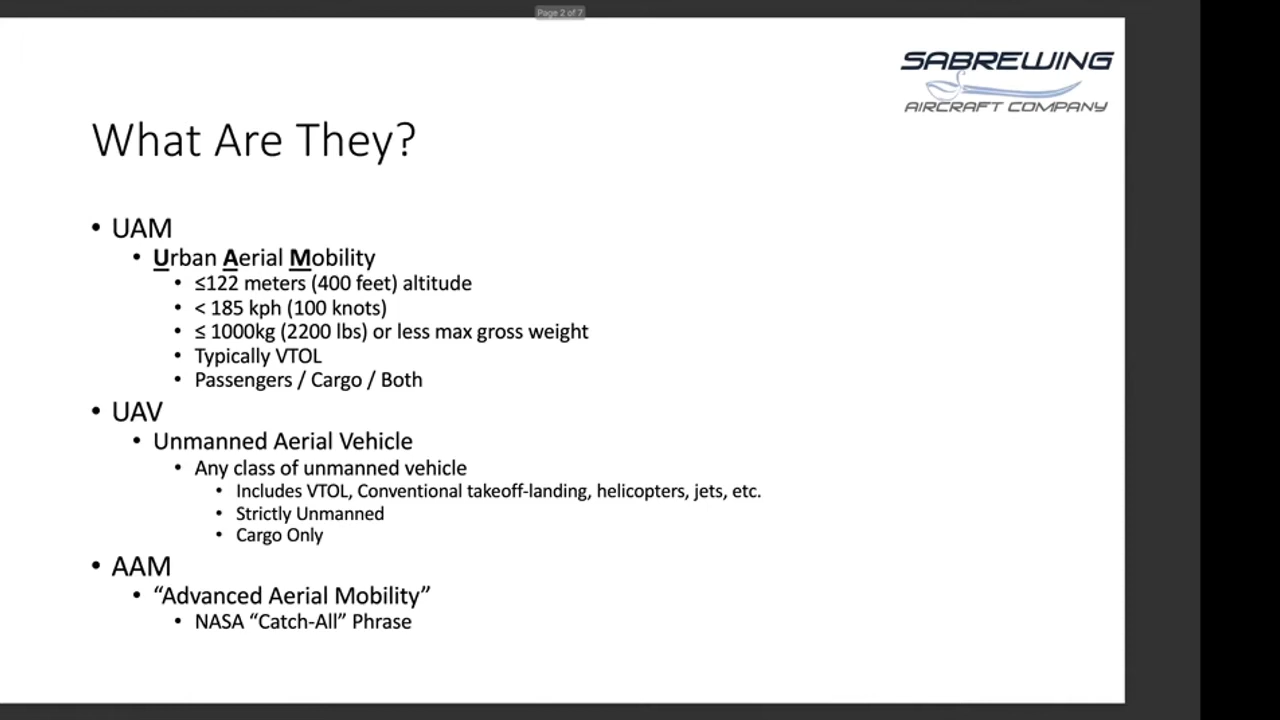 Page 2 of 7
SABREWING
AIRCRAFT COMPANY
What Are They?
• UAM
• Urban Aerial Mobility
• ≤122 meters (400 feet) altitude
• < 185 kph (100 knots)
• ≤ 1000kg (2200 lbs) or less max gross weight
• Typically VTOL
• Passengers / Cargo / Both
• UAV
• Unmanned Aerial Vehicle
• Any class of unmanned vehicle
• Includes VTOL, Conventional takeoff-landing, helicopters, jets, etc.
• Strictly Unmanned
• Cargo Only
• AAM
• “Advanced Aerial Mobility”
• NASA “Catch-All” Phrase